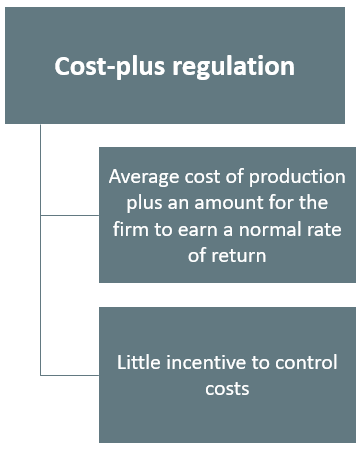 Cost-plus regulation
Average cost of production
plus an amount for the
firm to earn a normal rate
of return
Little incentive to control
costs